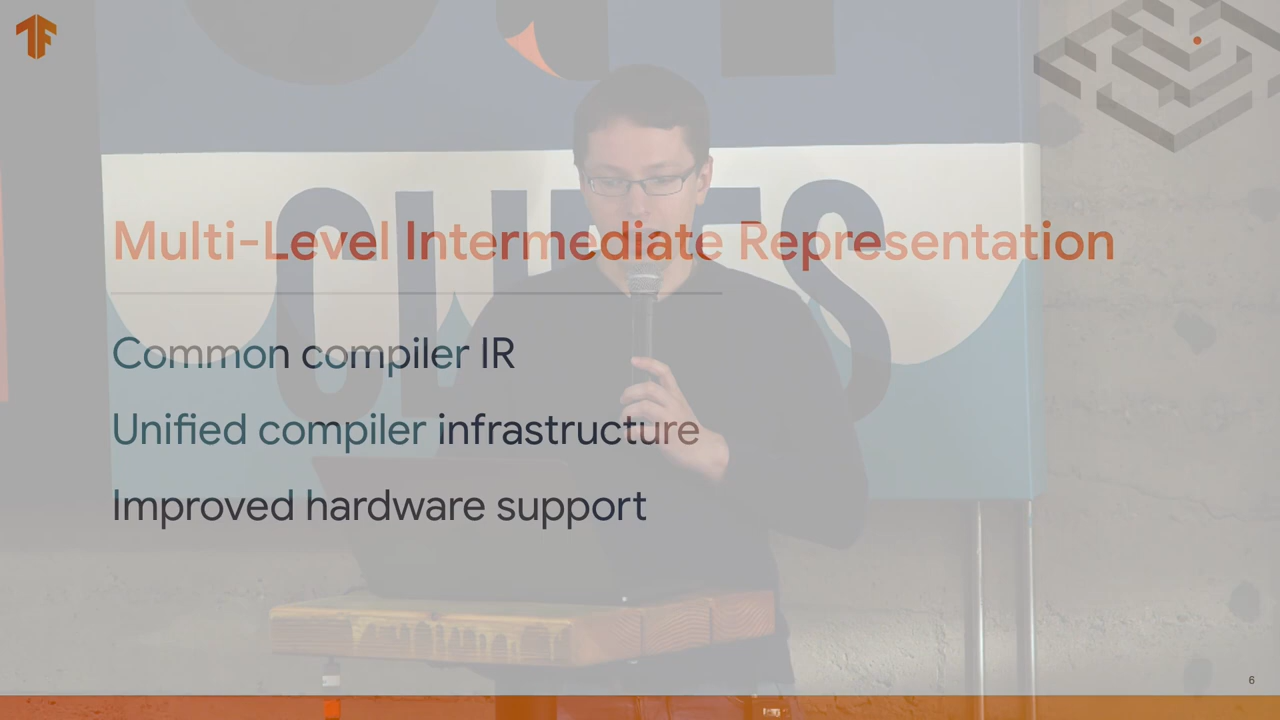 Multi-Level Intermediate Representation
Common compiler IR
Unified compiler infrastructure
Improved hardware support
6